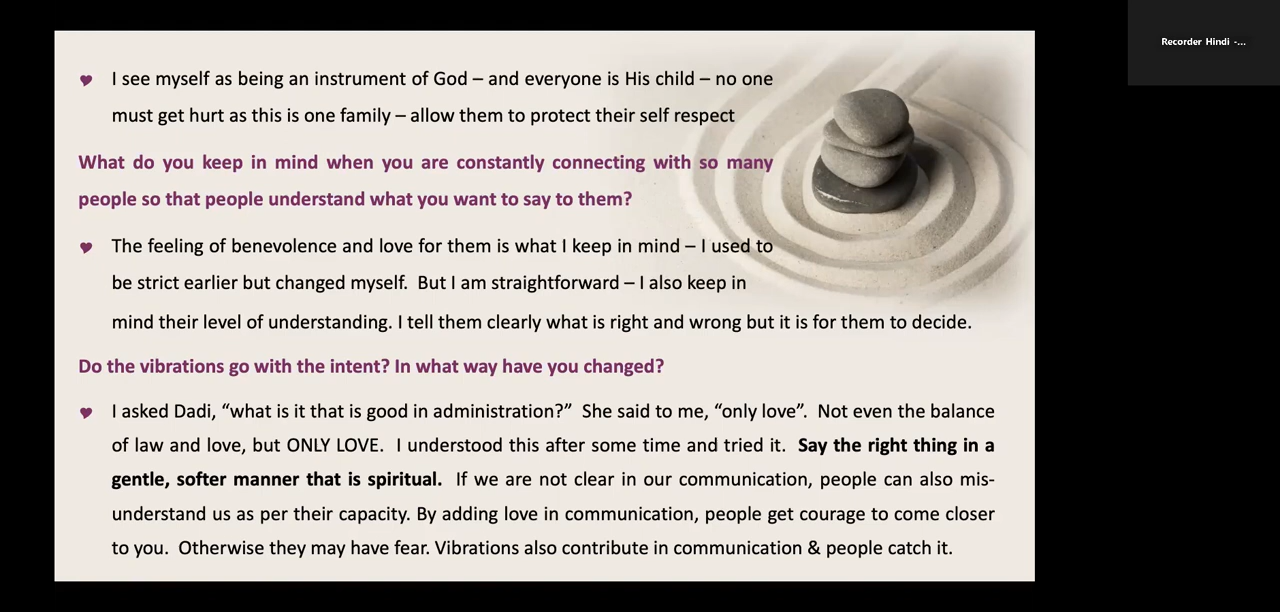 I see myself as being an instrument of God – and everyone is His child – no one
must get hurt as this is one family – allow them to protect their self respect
What do you keep in mind when you are constantly connecting with so many
people so that people understand what you want to say to them?
The feeling of benevolence and love for them is what I keep in mind – I used to
be strict earlier but changed myself.  But I am straightforward – I also keep in
mind their level of understanding. I tell them clearly what is right and wrong but it is for them to decide.
Do the vibrations go with the intent? In what way have you changed?
I asked Dadi, “what is it that is good in administration?”  She said to me, “only love”.  Not even the balance
of law and love, but ONLY LOVE.  I understood this after some time and tried it.  Say the right thing in a
gentle, softer manner that is spiritual.  If we are not clear in our communication, people can also mis-
understand us as per their capacity. By adding love in communication, people get courage to come closer
to you.  Otherwise they may have fear. Vibrations also contribute in communication & people catch it.
Recorder Hindi -...